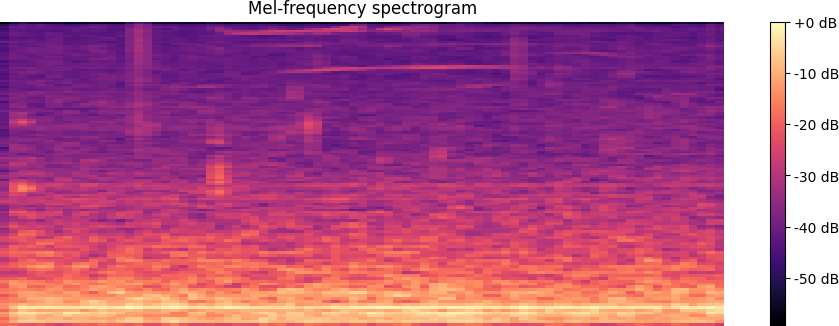 Mel-frequency spectrogram
+0 dB
-10 dB
-20 dB
-30 dB
-40 dB
-50 dB